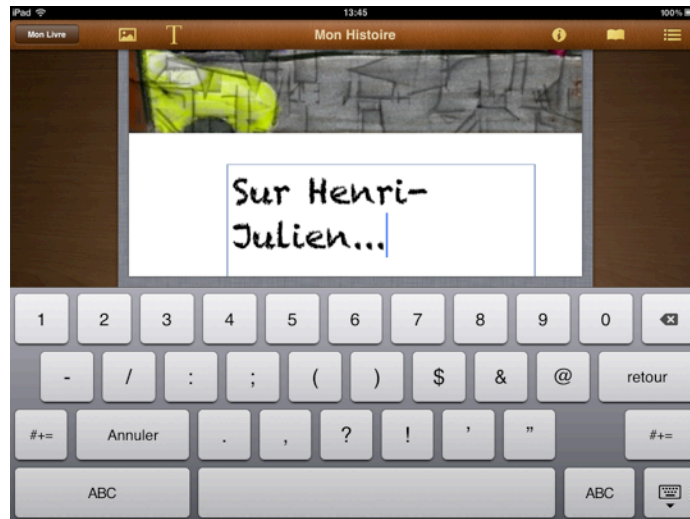 iPad 13:45 100%
Mon Livre T Mon Histoire
Sur Henri-
Julien...
1 2 3 4 5 6 7 8 9 0
- / : ; ( ) $ & @ retour
#+= Annuler . , ? ! ' " #+=
ABC ABC